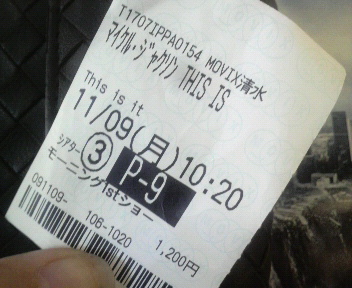 T1707IPPA0154 MOVIX清水
マイケル・ジャクソン THIS IS
This is it
11/09(月)10:20
シアター ③ P-9
モーニング1stショー
091109- 106-1020 1,200円